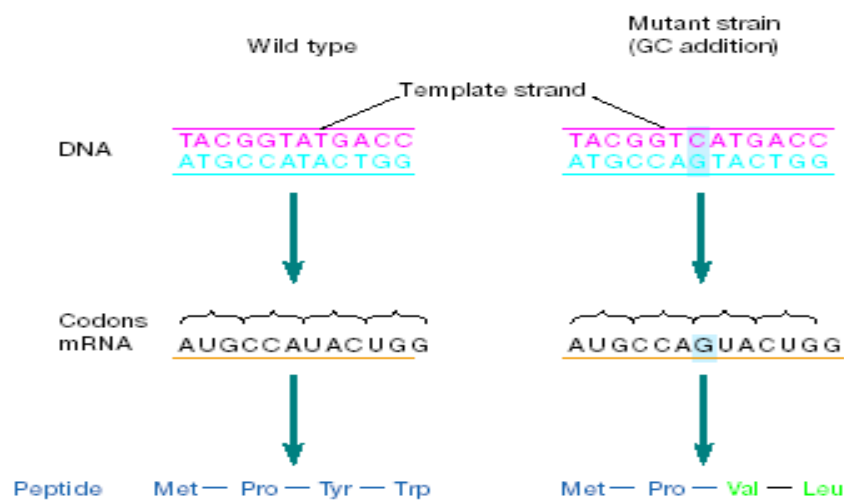 Wild type
Mutant strain
(GC addition)
Template strand
DNA
TACGGTATGACC
ATGCCATACTGG
TACGGTCATGACC
ATGCCAGTACTGG
Codons
mRNA
AUGCCAUACUGG
AUGCCAGUACUGG
Peptide Met — Pro — Tyr — Trp
Met — Pro — Val — Leu